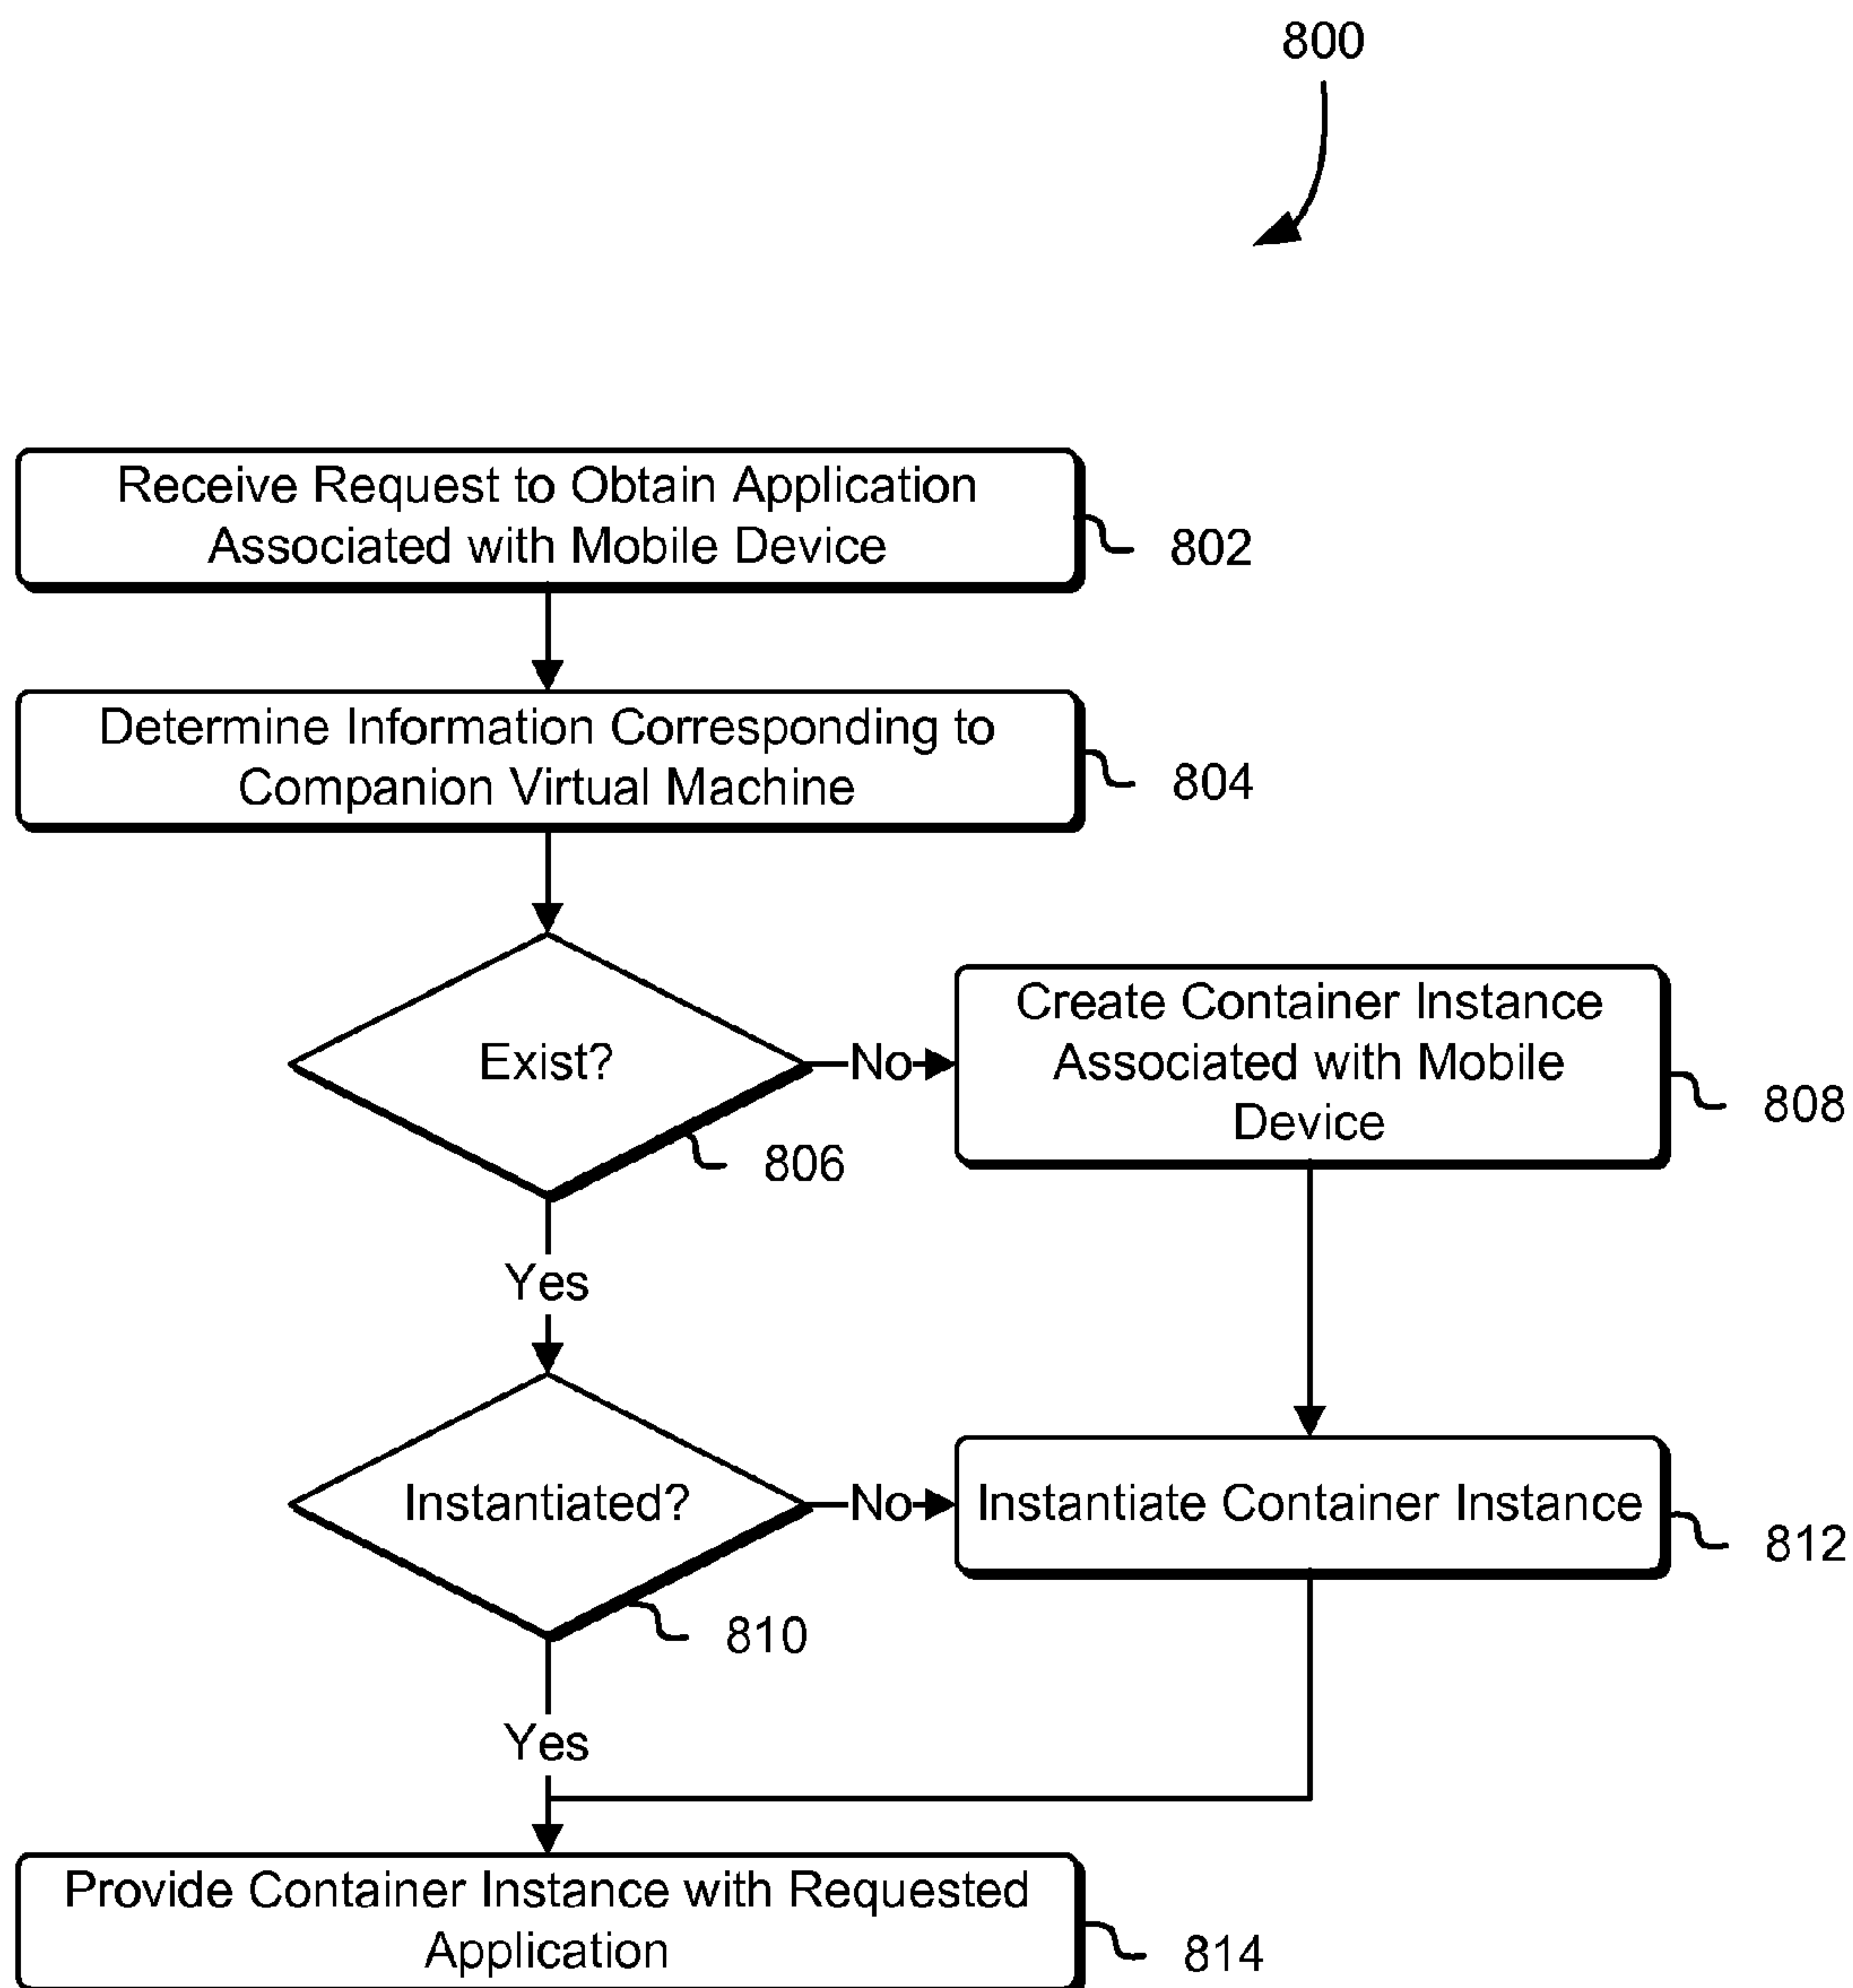 800
Receive Request to Obtain Application
Associated with Mobile Device
802
Determine Information Corresponding to
Companion Virtual Machine
804
Exist?
No
806
Create Container Instance
Associated with Mobile
Device
808
Yes
Instantiated?
No
810
Instantiate Container Instance
812
Yes
Provide Container Instance with Requested
Application
814